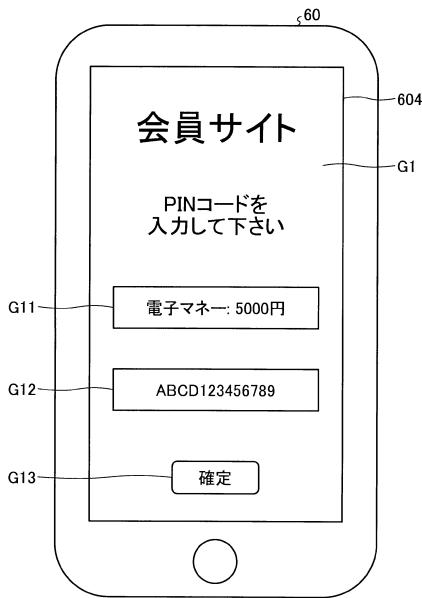 60
604
会員サイト
G1
PINコードを
入力して下さい
G11
電子マネー: 5000円
G12
ABCD123456789
G13
確定